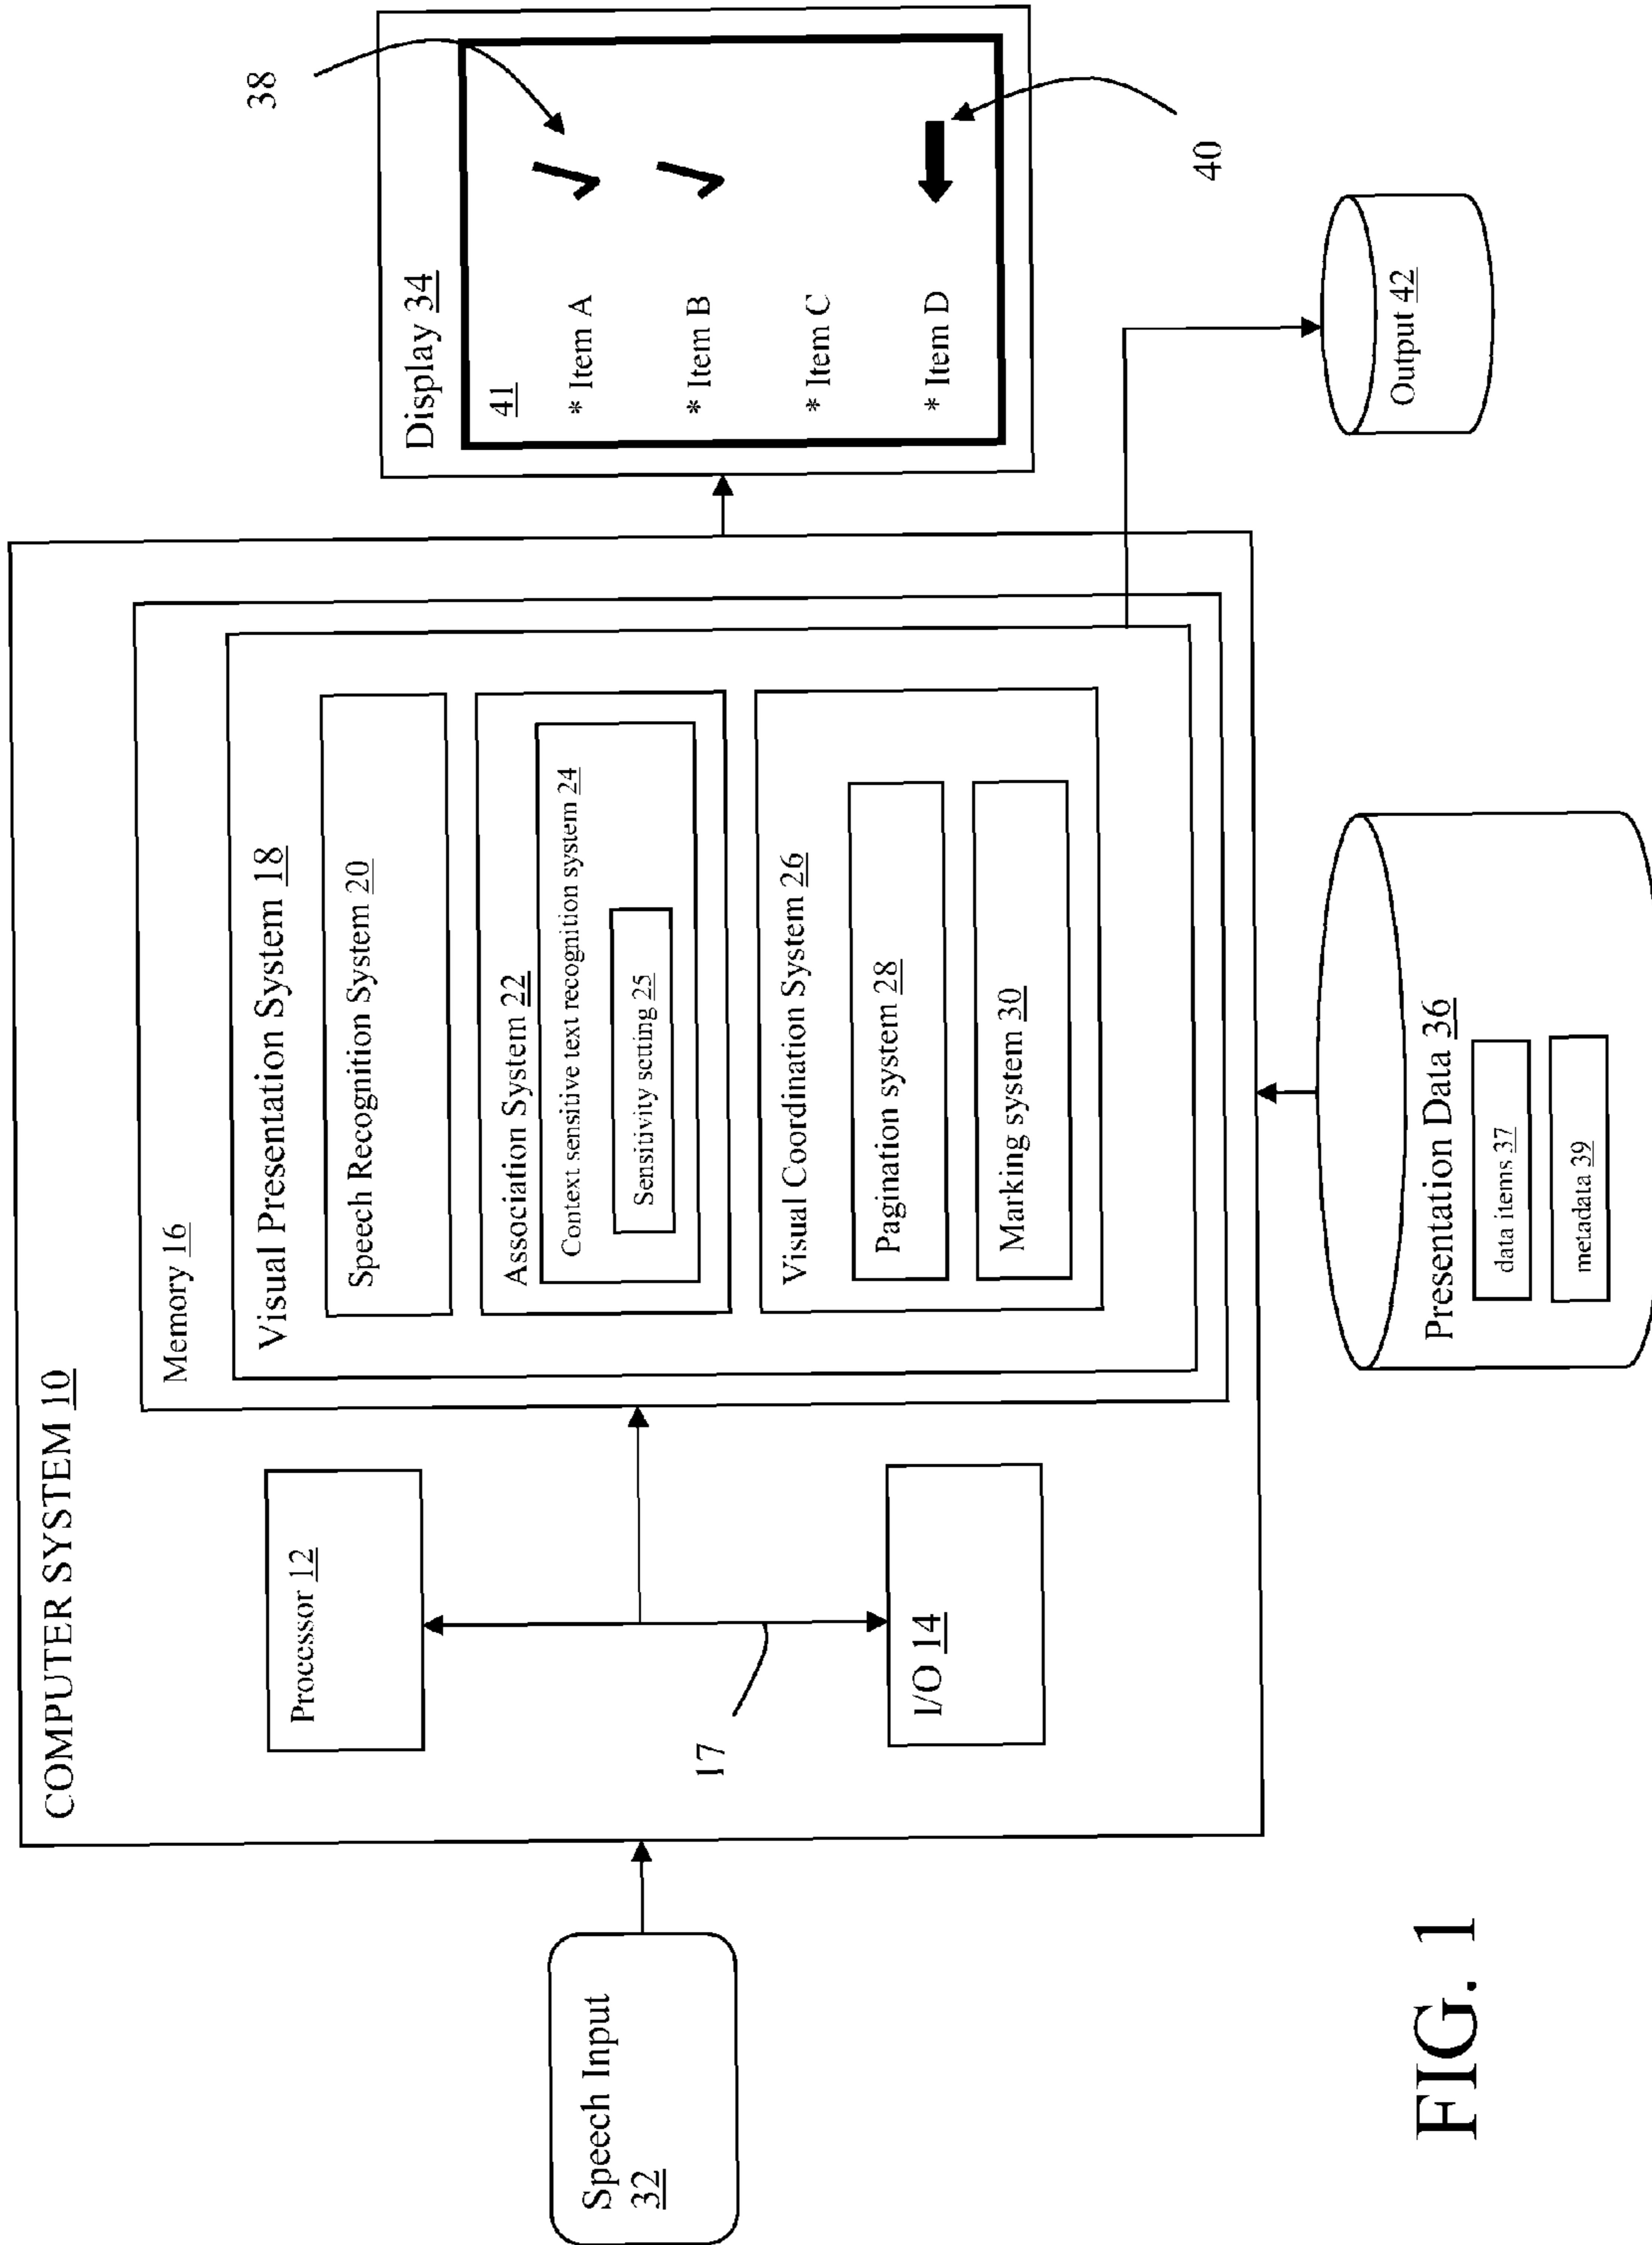 COMPUTER SYSTEM 10
Speech Input
32
Processor 12
17
I/O 14
Memory 16
Visual Presentation System 18
Speech Recognition System 20
Association System 22
Context sensitive text recognition system 24
Sensitivity setting 25
Visual Coordination System 26
Pagination system 28
Marking system 30
Display 34
41
* Item A
* Item B
* Item C
* Item D
38
40
Presentation Data 36
data items 37
metadata 39
Output 42
FIG. 1